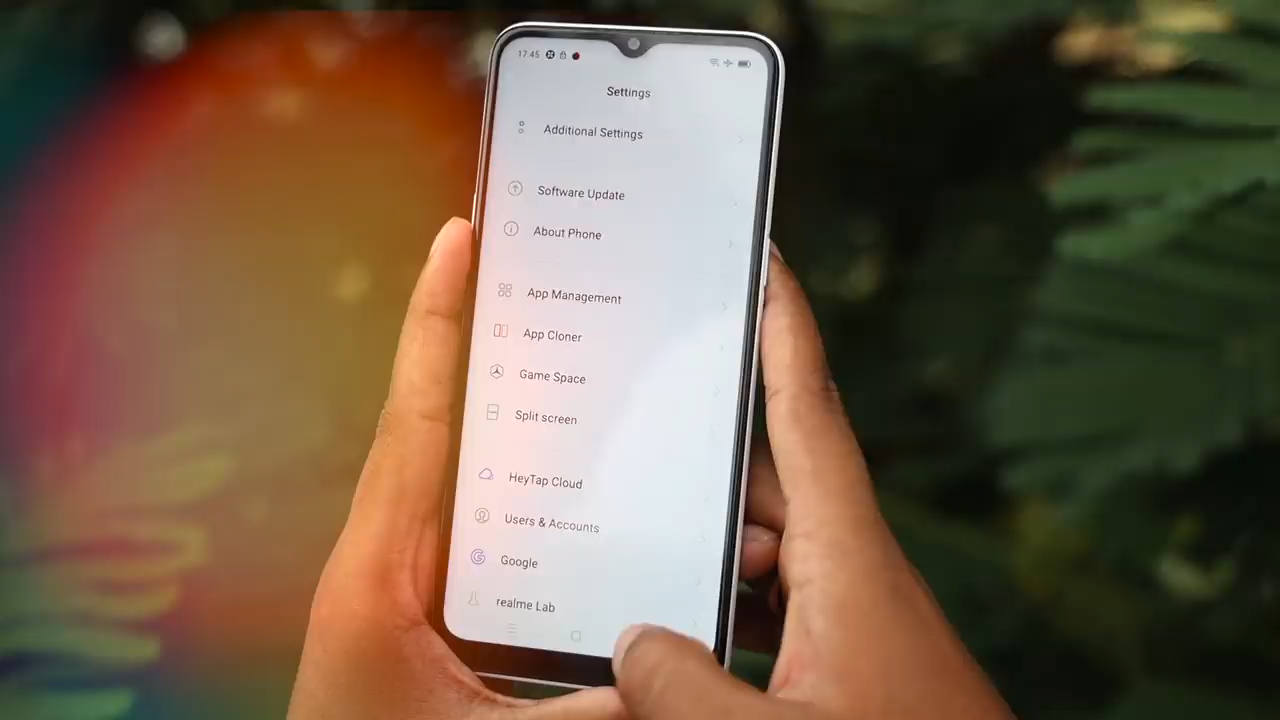 17:45
Settings
Additional Settings
Software Update
About Phone
App Management
App Cloner
Game Space
Split screen
HeyTap Cloud
Users & Accounts
Google
realme Lab